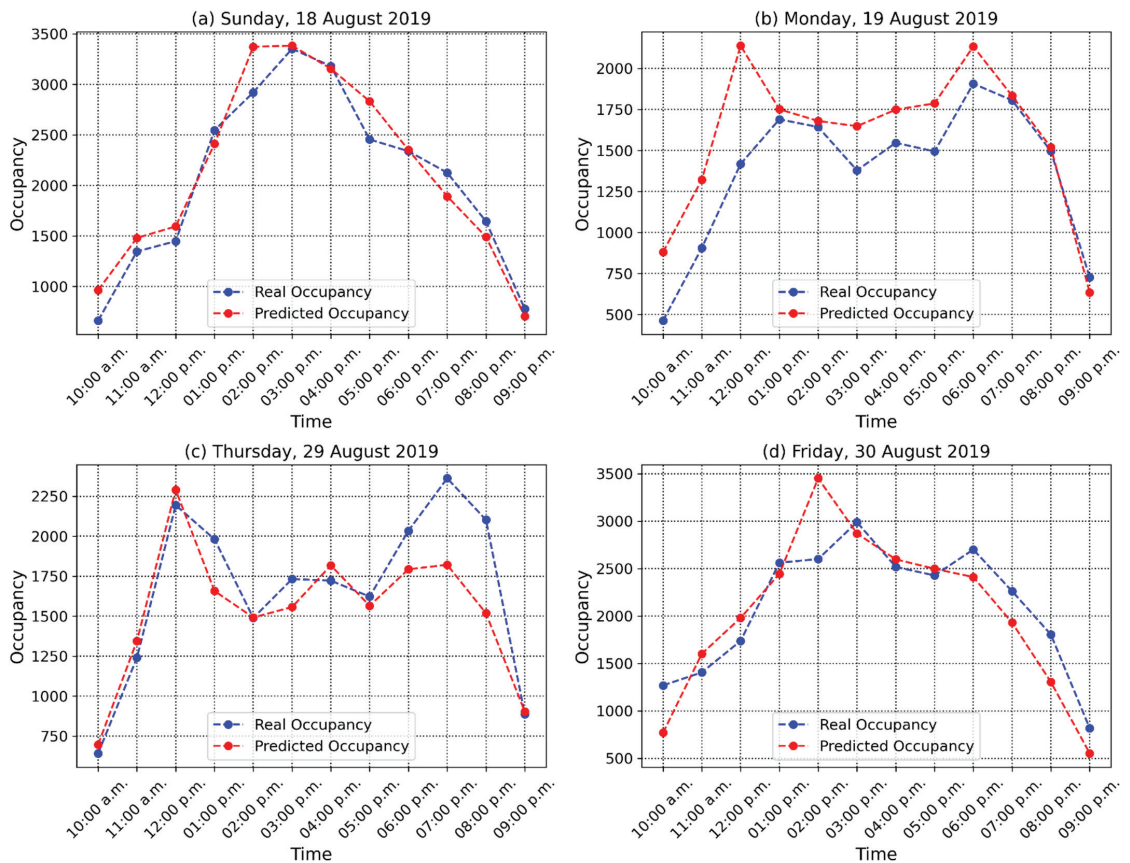 (a) Sunday, 18 August 2019
3500
3000
2500
2000
1500
1000
Occupancy
Real Occupancy
Predicted Occupancy
10:00 a.m.
11:00 a.m.
12:00 p.m.
01:00 p.m.
02:00 p.m.
03:00 p.m.
04:00 p.m.
05:00 p.m.
06:00 p.m.
07:00 p.m.
08:00 p.m.
09:00 p.m.
Time
(b) Monday, 19 August 2019
2000
1750
1500
1250
1000
750
500
Occupancy
Real Occupancy
Predicted Occupancy
10:00 a.m.
11:00 a.m.
12:00 p.m.
01:00 p.m.
02:00 p.m.
03:00 p.m.
04:00 p.m.
05:00 p.m.
06:00 p.m.
07:00 p.m.
08:00 p.m.
09:00 p.m.
Time
(c) Thursday, 29 August 2019
2250
2000
1750
1500
1250
1000
750
Occupancy
Real Occupancy
Predicted Occupancy
10:00 a.m.
11:00 a.m.
12:00 p.m.
01:00 p.m.
02:00 p.m.
03:00 p.m.
04:00 p.m.
05:00 p.m.
06:00 p.m.
07:00 p.m.
08:00 p.m.
09:00 p.m.
Time
(d) Friday, 30 August 2019
3500
3000
2500
2000
1500
1000
500
Occupancy
Real Occupancy
Predicted Occupancy
10:00 a.m.
11:00 a.m.
12:00 p.m.
01:00 p.m.
02:00 p.m.
03:00 p.m.
04:00 p.m.
05:00 p.m.
06:00 p.m.
07:00 p.m.
08:00 p.m.
09:00 p.m.
Time